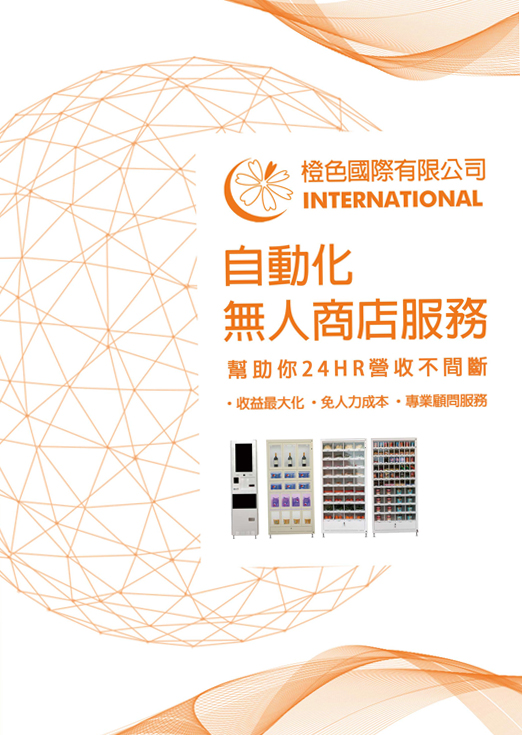 橙色國際有限公司
INTERNATIONAL
自動化
無人商店服務
幫助你24HR營收不間斷
・收益最大化 ・免人力成本 ・專業顧問服務